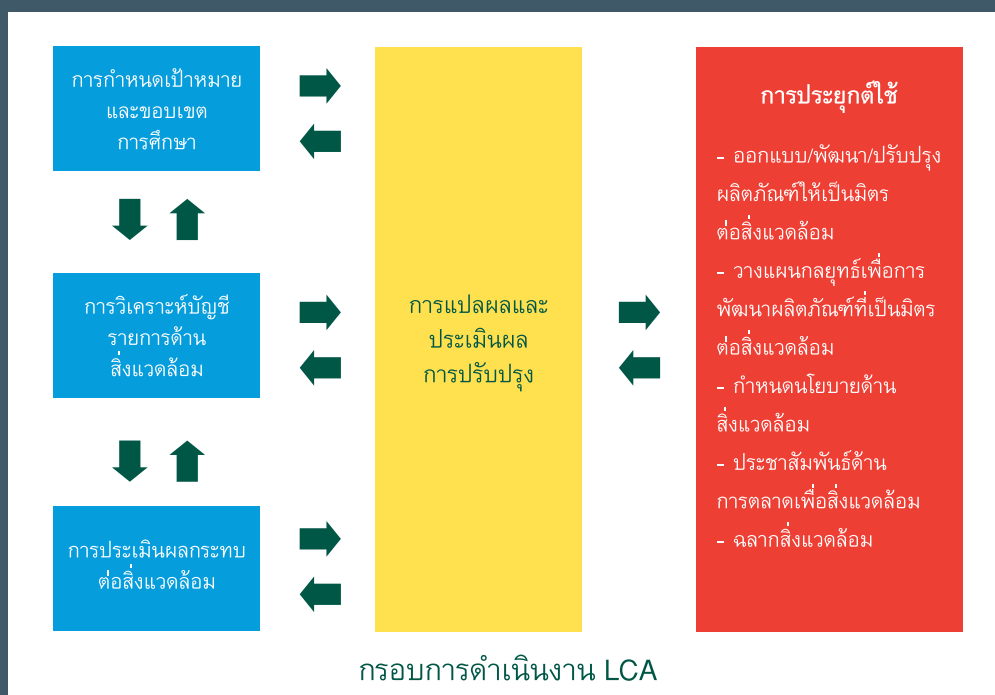 การกำหนดเป้าหมาย
และขอบเขต
การศึกษา
การวิเคราะห์บัญชี
รายการด้าน
สิ่งแวดล้อม
การประเมินผลกระทบ
ต่อสิ่งแวดล้อม
การแปลผลและ
ประเมินผล
การปรับปรุง
การประยุกต์ใช้
- ออกแบบ/พัฒนา/ปรับปรุง
ผลิตภัณฑ์ให้เป็นมิตร
ต่อสิ่งแวดล้อม
- วางแผนกลยุทธ์เพื่อการ
พัฒนาผลิตภัณฑ์ที่เป็นมิตร
ต่อสิ่งแวดล้อม
- กำหนดนโยบายด้าน
สิ่งแวดล้อม
- ประชาสัมพันธ์ด้าน
การตลาดเพื่อสิ่งแวดล้อม
- ฉลากสิ่งแวดล้อม
กรอบการดำเนินงาน LCA